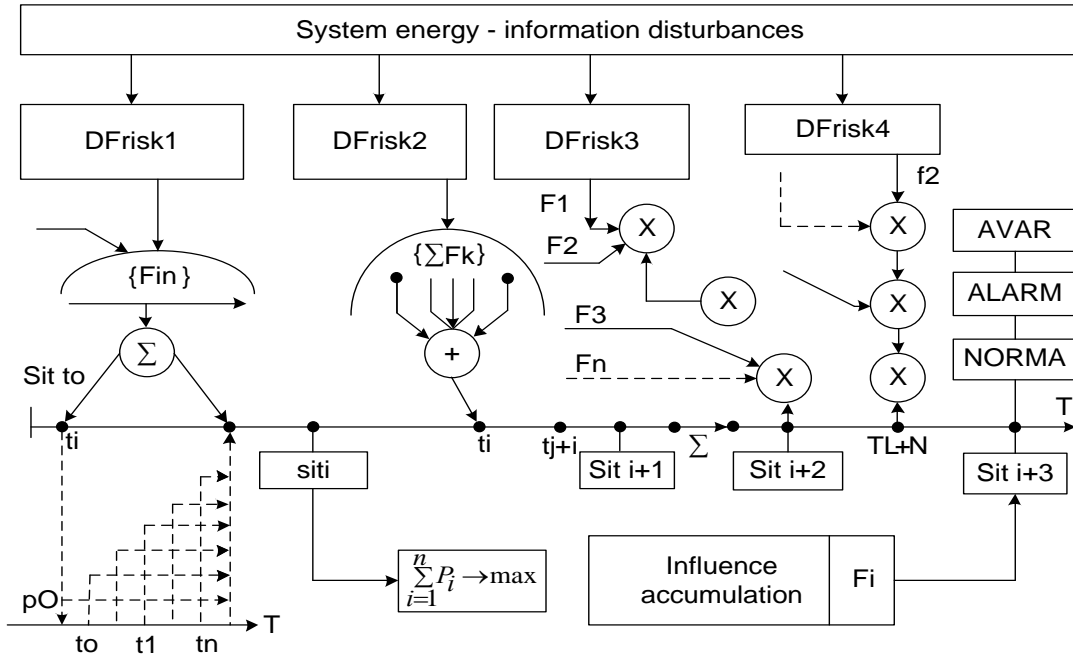 System energy - information disturbances
DFrisk1
DFrisk2
DFrisk3
DFrisk4
f2
F1
X
X
F2
AVAR
{Fin }
{∑Fk}
ALARM
X
X
F3
∑
+
NORMA
Fn
X
X
Sit to
T
ti
ti
tj+i
∑
TL+N
siti
Sit i+1
Sit i+2
Sit i+3
n
∑ Pi →max
i=1
Influence
accumulation
Fi
pO
T
to
t1
tn